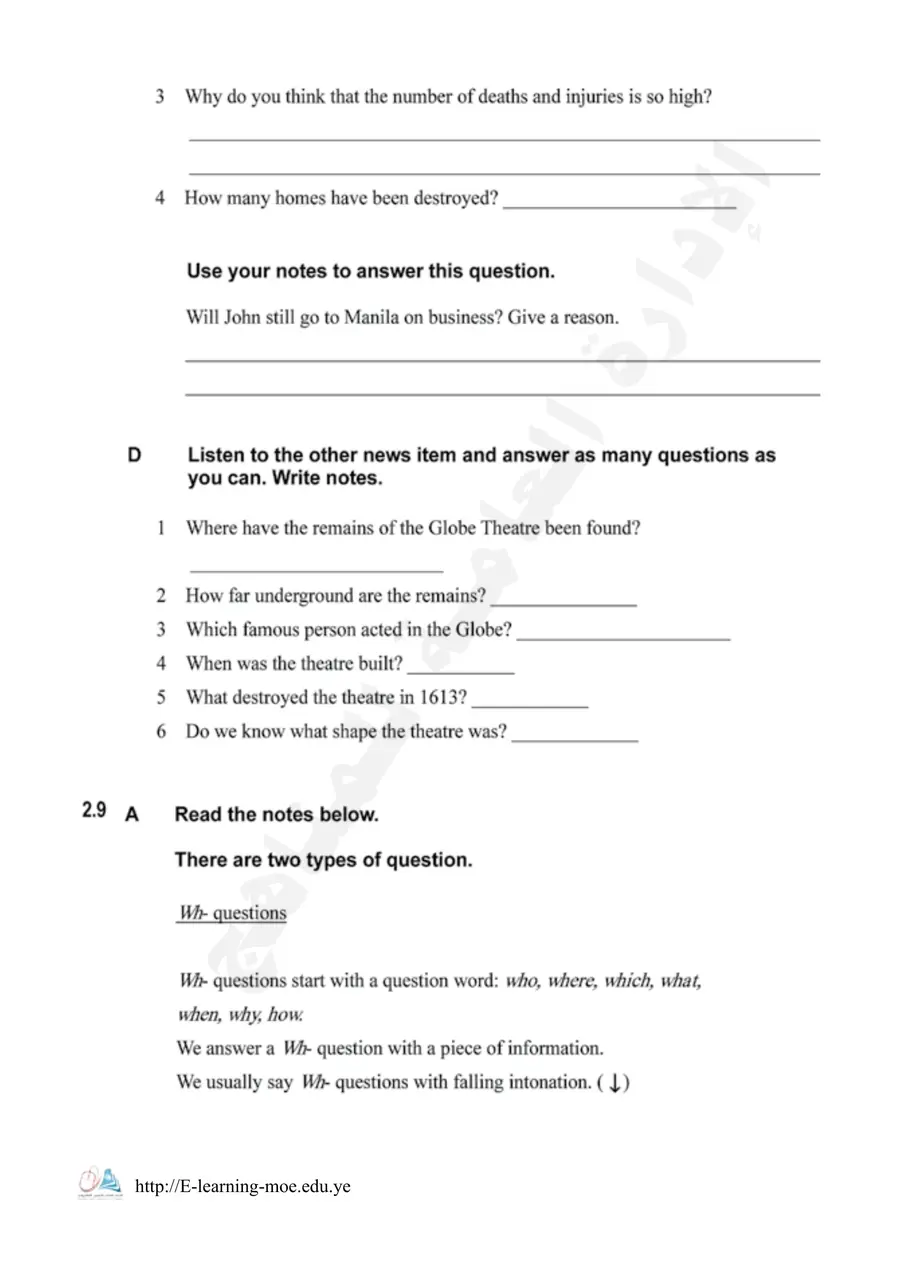 3 Why do you think that the number of deaths and injuries is so high?
4 How many homes have been destroyed?
Use your notes to answer this question.
Will John still go to Manila on business? Give a reason.
D Listen to the other news item and answer as many questions as
you can. Write notes.
1 Where have the remains of the Globe Theatre been found?
2 How far underground are the remains?
3 Which famous person acted in the Globe?
4 When was the theatre built?
5 What destroyed the theatre in 1613?
6 Do we know what shape the theatre was?
2.9 A Read the notes below.
There are two types of question.
Wh- questions
Wh- questions start with a question word: who, where, which, what,
when, why, how.
We answer a Wh- question with a piece of information.
We usually say Wh- questions with falling intonation. (↓)
الإدارة العامة للمناهج
http://E-learning-moe.edu.ye